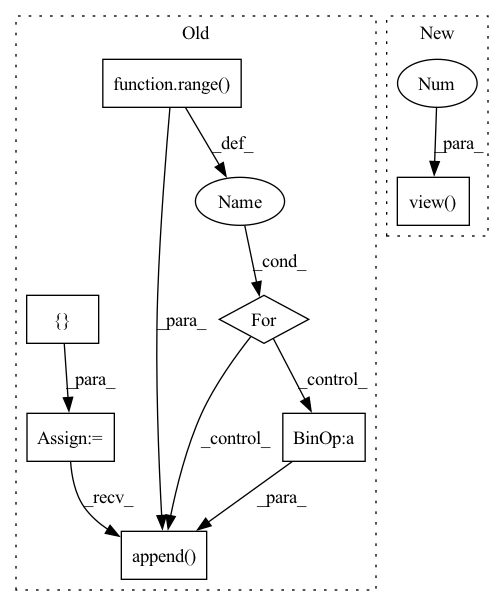 Old
New
function.range()
Num
_def_
_para_
Name
view()
_cond_
{}
_para_
For
_para_
_control_
Assign:=
_control_
BinOp:a
_recv_
_para_
append()